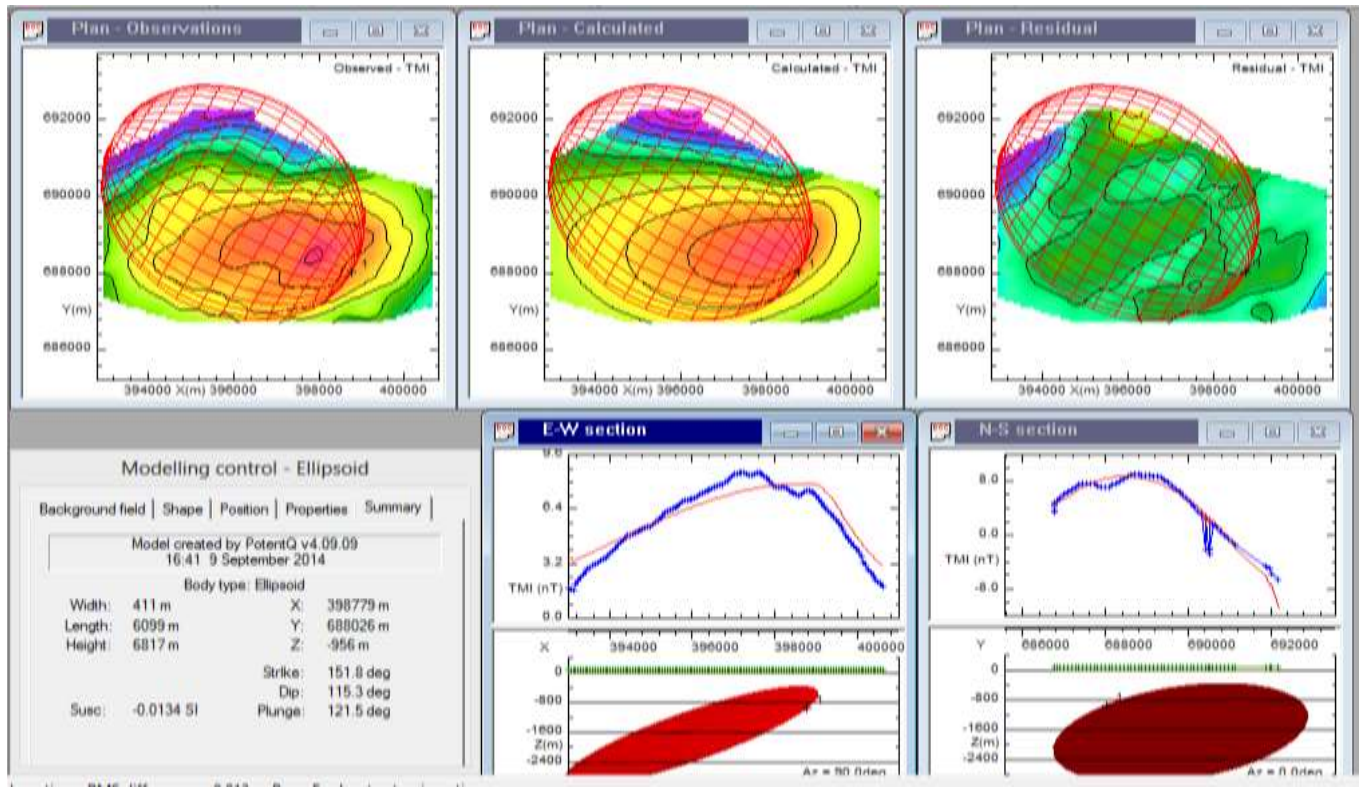 Plan - Observations
Observed - TMI
692000
690000
688000
Y(m)
686000
394000 X(m) 396000 398000 400000
Plan - Calculated
Calculated - TMI
692000
690000
688000
Y(m)
686000
394000 X(m) 396000 398000 400000
Plan - Residual
Residual - TMI
692000
690000
688000
Y(m)
686000
394000 X(m) 396000 398000 400000
Modelling control - Ellipsoid
Background field Shape Position Properties Summary
Model created by PotentQ v4.09.09
16:41 9 September 2014
Body type: Ellipsoid
Width: 411 m X: 398779 m
Length: 6099 m Y: 688026 m
Height: 6817 m Z: -956 m
Strike: 151.8 deg
Dip: 115.3 deg
Susc: -0.0134 SI Plunge: 121.5 deg
E-W section
9.6
6.4
3.2
TMI (nT)
0.0
X 394000 396000 398000 400000
0
-800
-1600
Z(m)
-2400
Az = 90.0deg
N-S section
8.0
0.0
TMI (nT)
-8.0
Y 686000 688000 690000 692000
0
-800
-1600
Z(m)
-2400
Az = 0.0deg